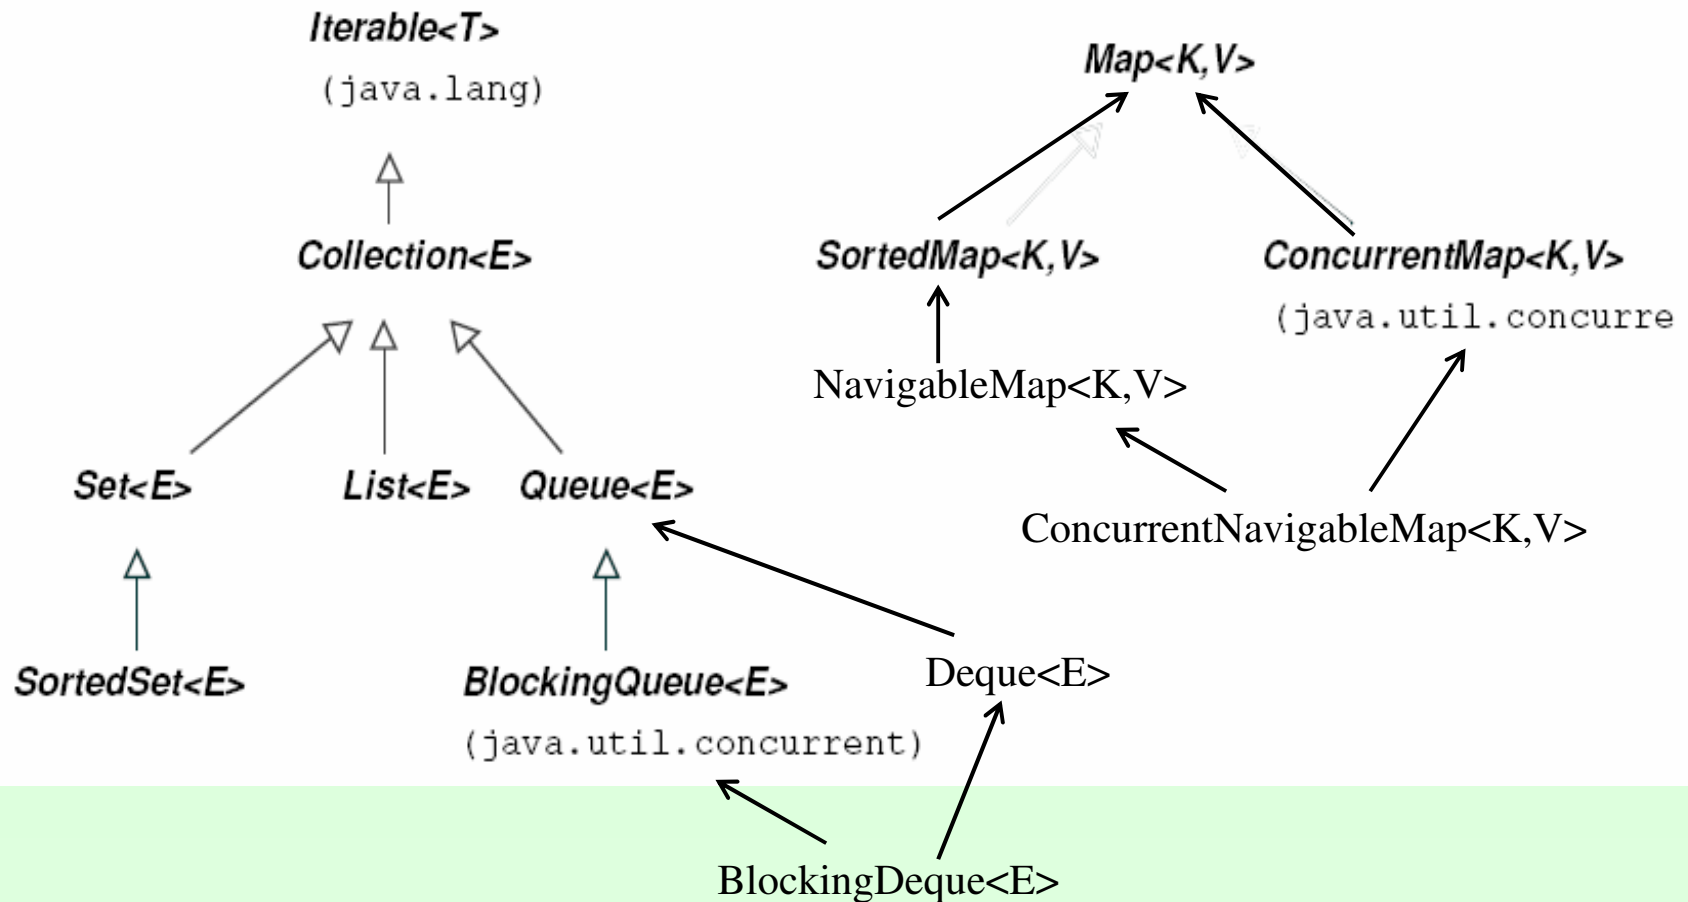 Iterable<T>
(java.lang)
Map<K,V>
Collection<E>
SortedMap<K,V>
ConcurrentMap<K,V>
(java.util.concurre
NavigableMap<K,V>
Set<E>
List<E>
Queue<E>
ConcurrentNavigableMap<K,V>
SortedSet<E>
BlockingQueue<E>
(java.util.concurrent)
Deque<E>
BlockingDeque<E>